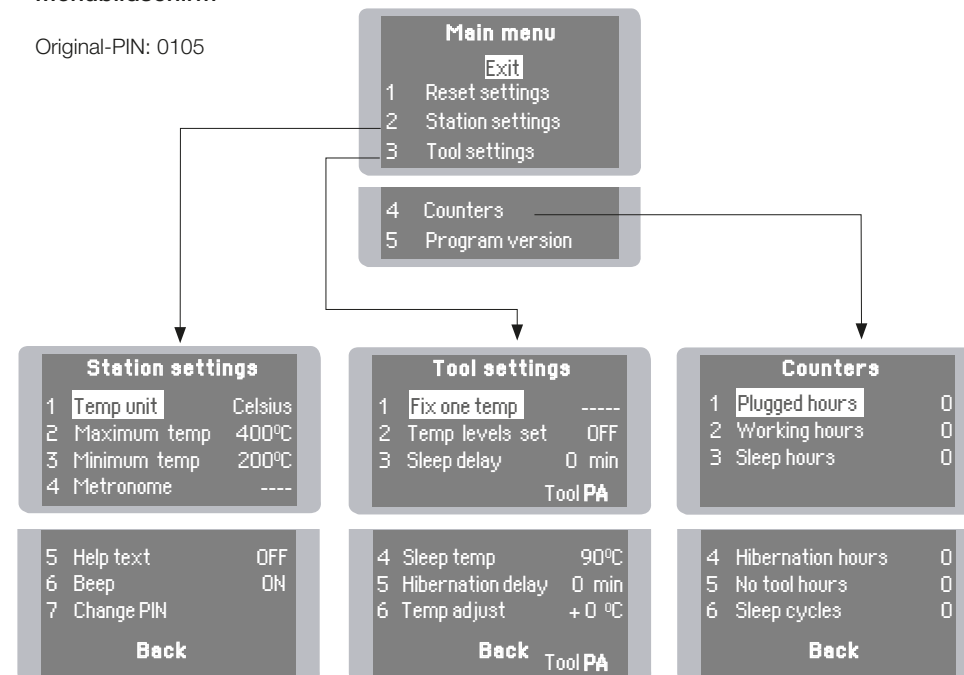 Original-PIN: 0105
Main menu
Exit
1 Reset settings
2 Station settings
3 Tool settings
4 Counters
5 Program version
Station settings
1 Temp unit Celsius
2 Maximum temp 400ºC
3 Minimum temp 200ºC
4 Metronome ----
5 Help text OFF
6 Beep ON
7 Change PIN
Back
Tool settings
1 Fix one temp -----
2 Temp levels set OFF
3 Sleep delay 0 min
Tool PA
4 Sleep temp 90ºC
5 Hibernation delay 0 min
6 Temp adjust +0 ºC
Back
Tool PA
Counters
1 Plugged hours 0
2 Working hours 0
3 Sleep hours 0
4 Hibernation hours 0
5 No tool hours 0
6 Sleep cycles 0
Back